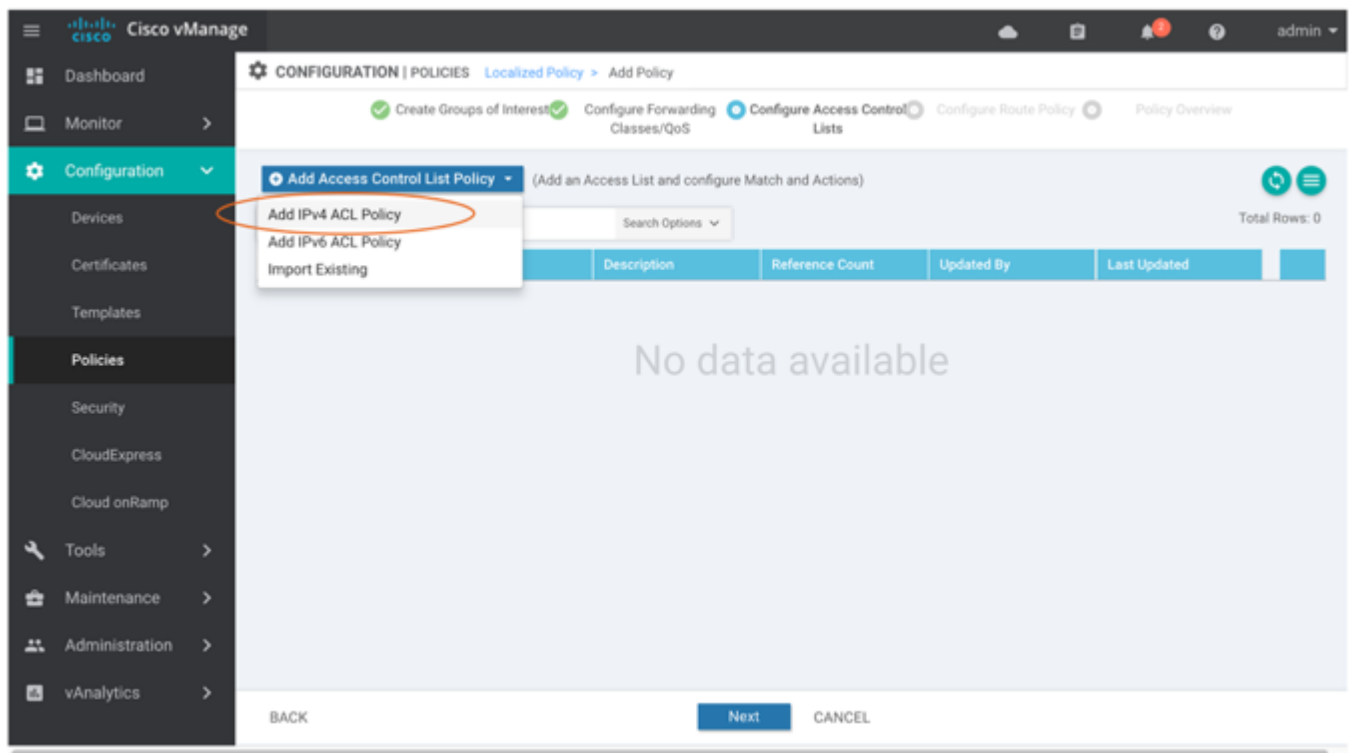 cisco Cisco vManage
admin
Dashboard
Monitor
Configuration
Devices
Certificates
Templates
Policies
Security
CloudExpress
Cloud onRamp
Tools
Maintenance
Administration
vAnalytics
CONFIGURATION | POLICIES Localized Policy > Add Policy
Create Groups of Interest
Configure Forwarding
Classes/QoS
Configure Access Control
Lists
Configure Route Policy
Policy Overview
Add Access Control List Policy
(Add an Access List and configure Match and Actions)
Add IPv4 ACL Policy
Add IPv6 ACL Policy
Import Existing
Search Options
Total Rows: 0
Description
Reference Count
Updated By
Last Updated
No data available
BACK
Next
CANCEL